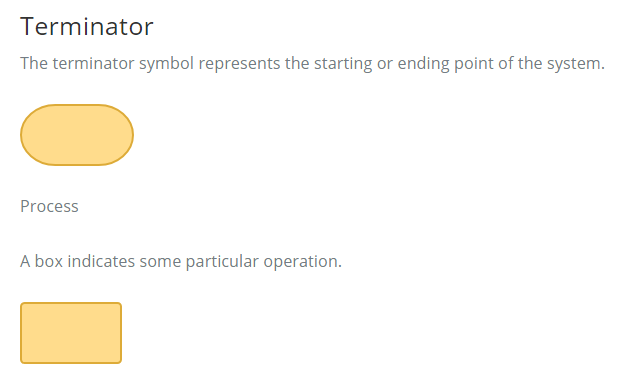 Terminator
The terminator symbol represents the starting or ending point of the system.
Process
A box indicates some particular operation.